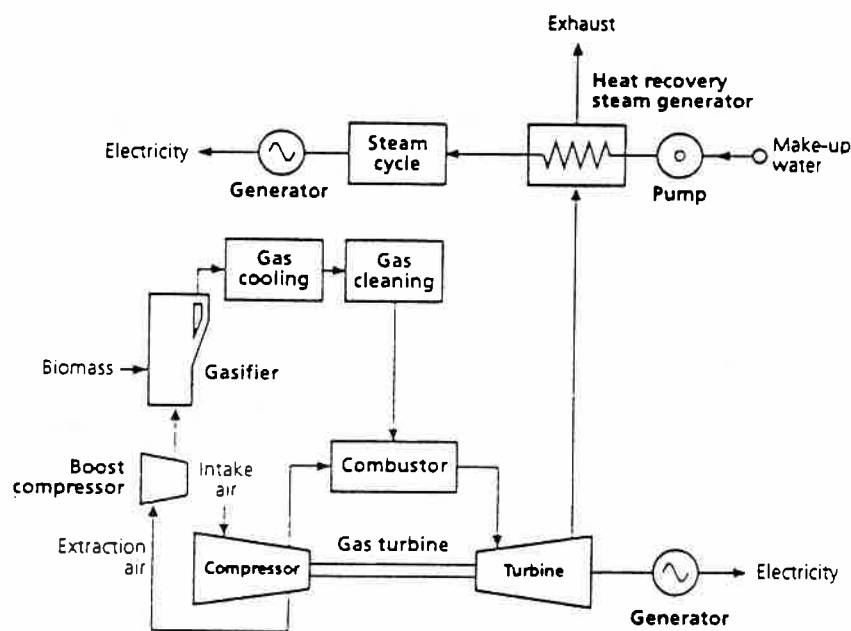 Exhaust
Heat recovery
steam generator
Electricity
Steam
cycle
Make-up
water
Generator
Pump
Gas
cooling
Gas
cleaning
Biomass
Gasifier
Boost
compressor
Intake
air
Combustor
Extraction
air
Gas turbine
Compressor
Turbine
Electricity
Generator